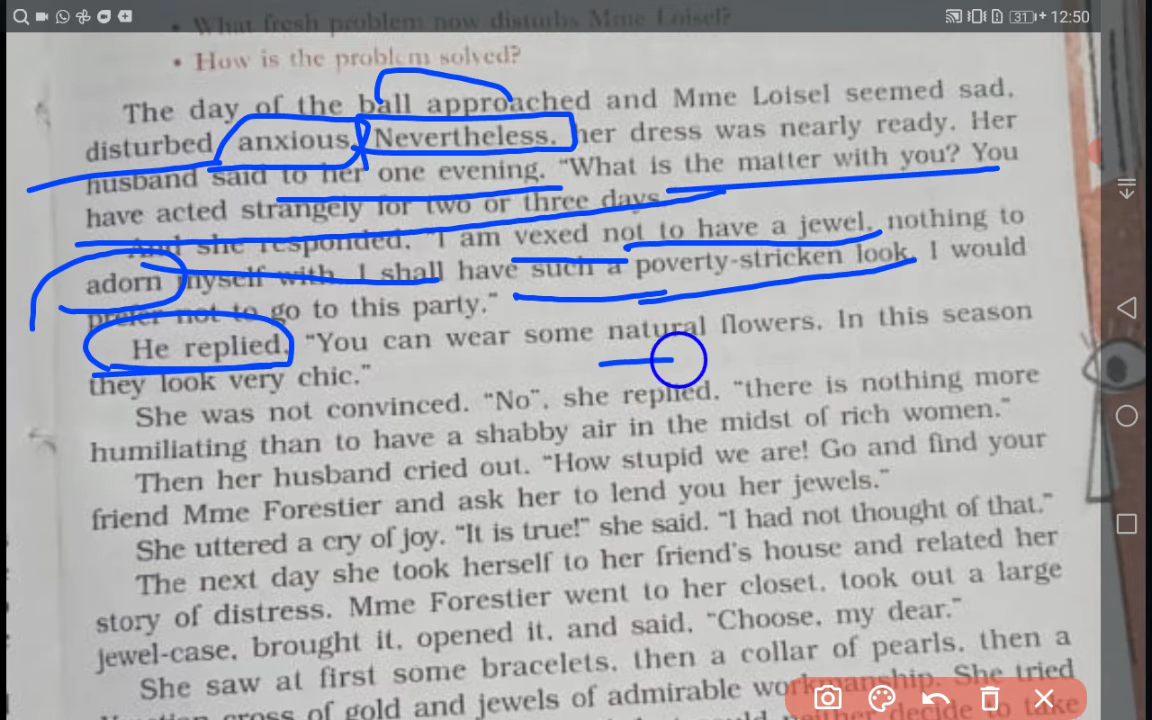 12:50
31
• What fresh problem now disturbs Mme Loisel?
• How is the problem solved?
The day of the ball approached and Mme Loisel seemed sad,
disturbed, anxious. Nevertheless, her dress was nearly ready. Her
husband said to her one evening, "What is the matter with you? You
have acted strangely for two or three days."
And she responded, "I am vexed not to have a jewel, nothing to
adorn myself with. I shall have such a poverty-stricken look. I would
prefer not to go to this party."
He replied, "You can wear some natural flowers. In this season
they look very chic."
She was not convinced. "No", she replied, "there is nothing more
humiliating than to have a shabby air in the midst of rich women."
Then her husband cried out, "How stupid we are! Go and find your
friend Mme Forestier and ask her to lend you her jewels."
She uttered a cry of joy. "It is true!" she said. "I had not thought of that."
The next day she took herself to her friend's house and related her
story of distress. Mme Forestier went to her closet, took out a large
jewel-case, brought it, opened it, and said, "Choose, my dear."
She saw at first some bracelets, then a collar of pearls, then a
cross of gold and jewels of admirable workmanship. She tried
neither decide to take